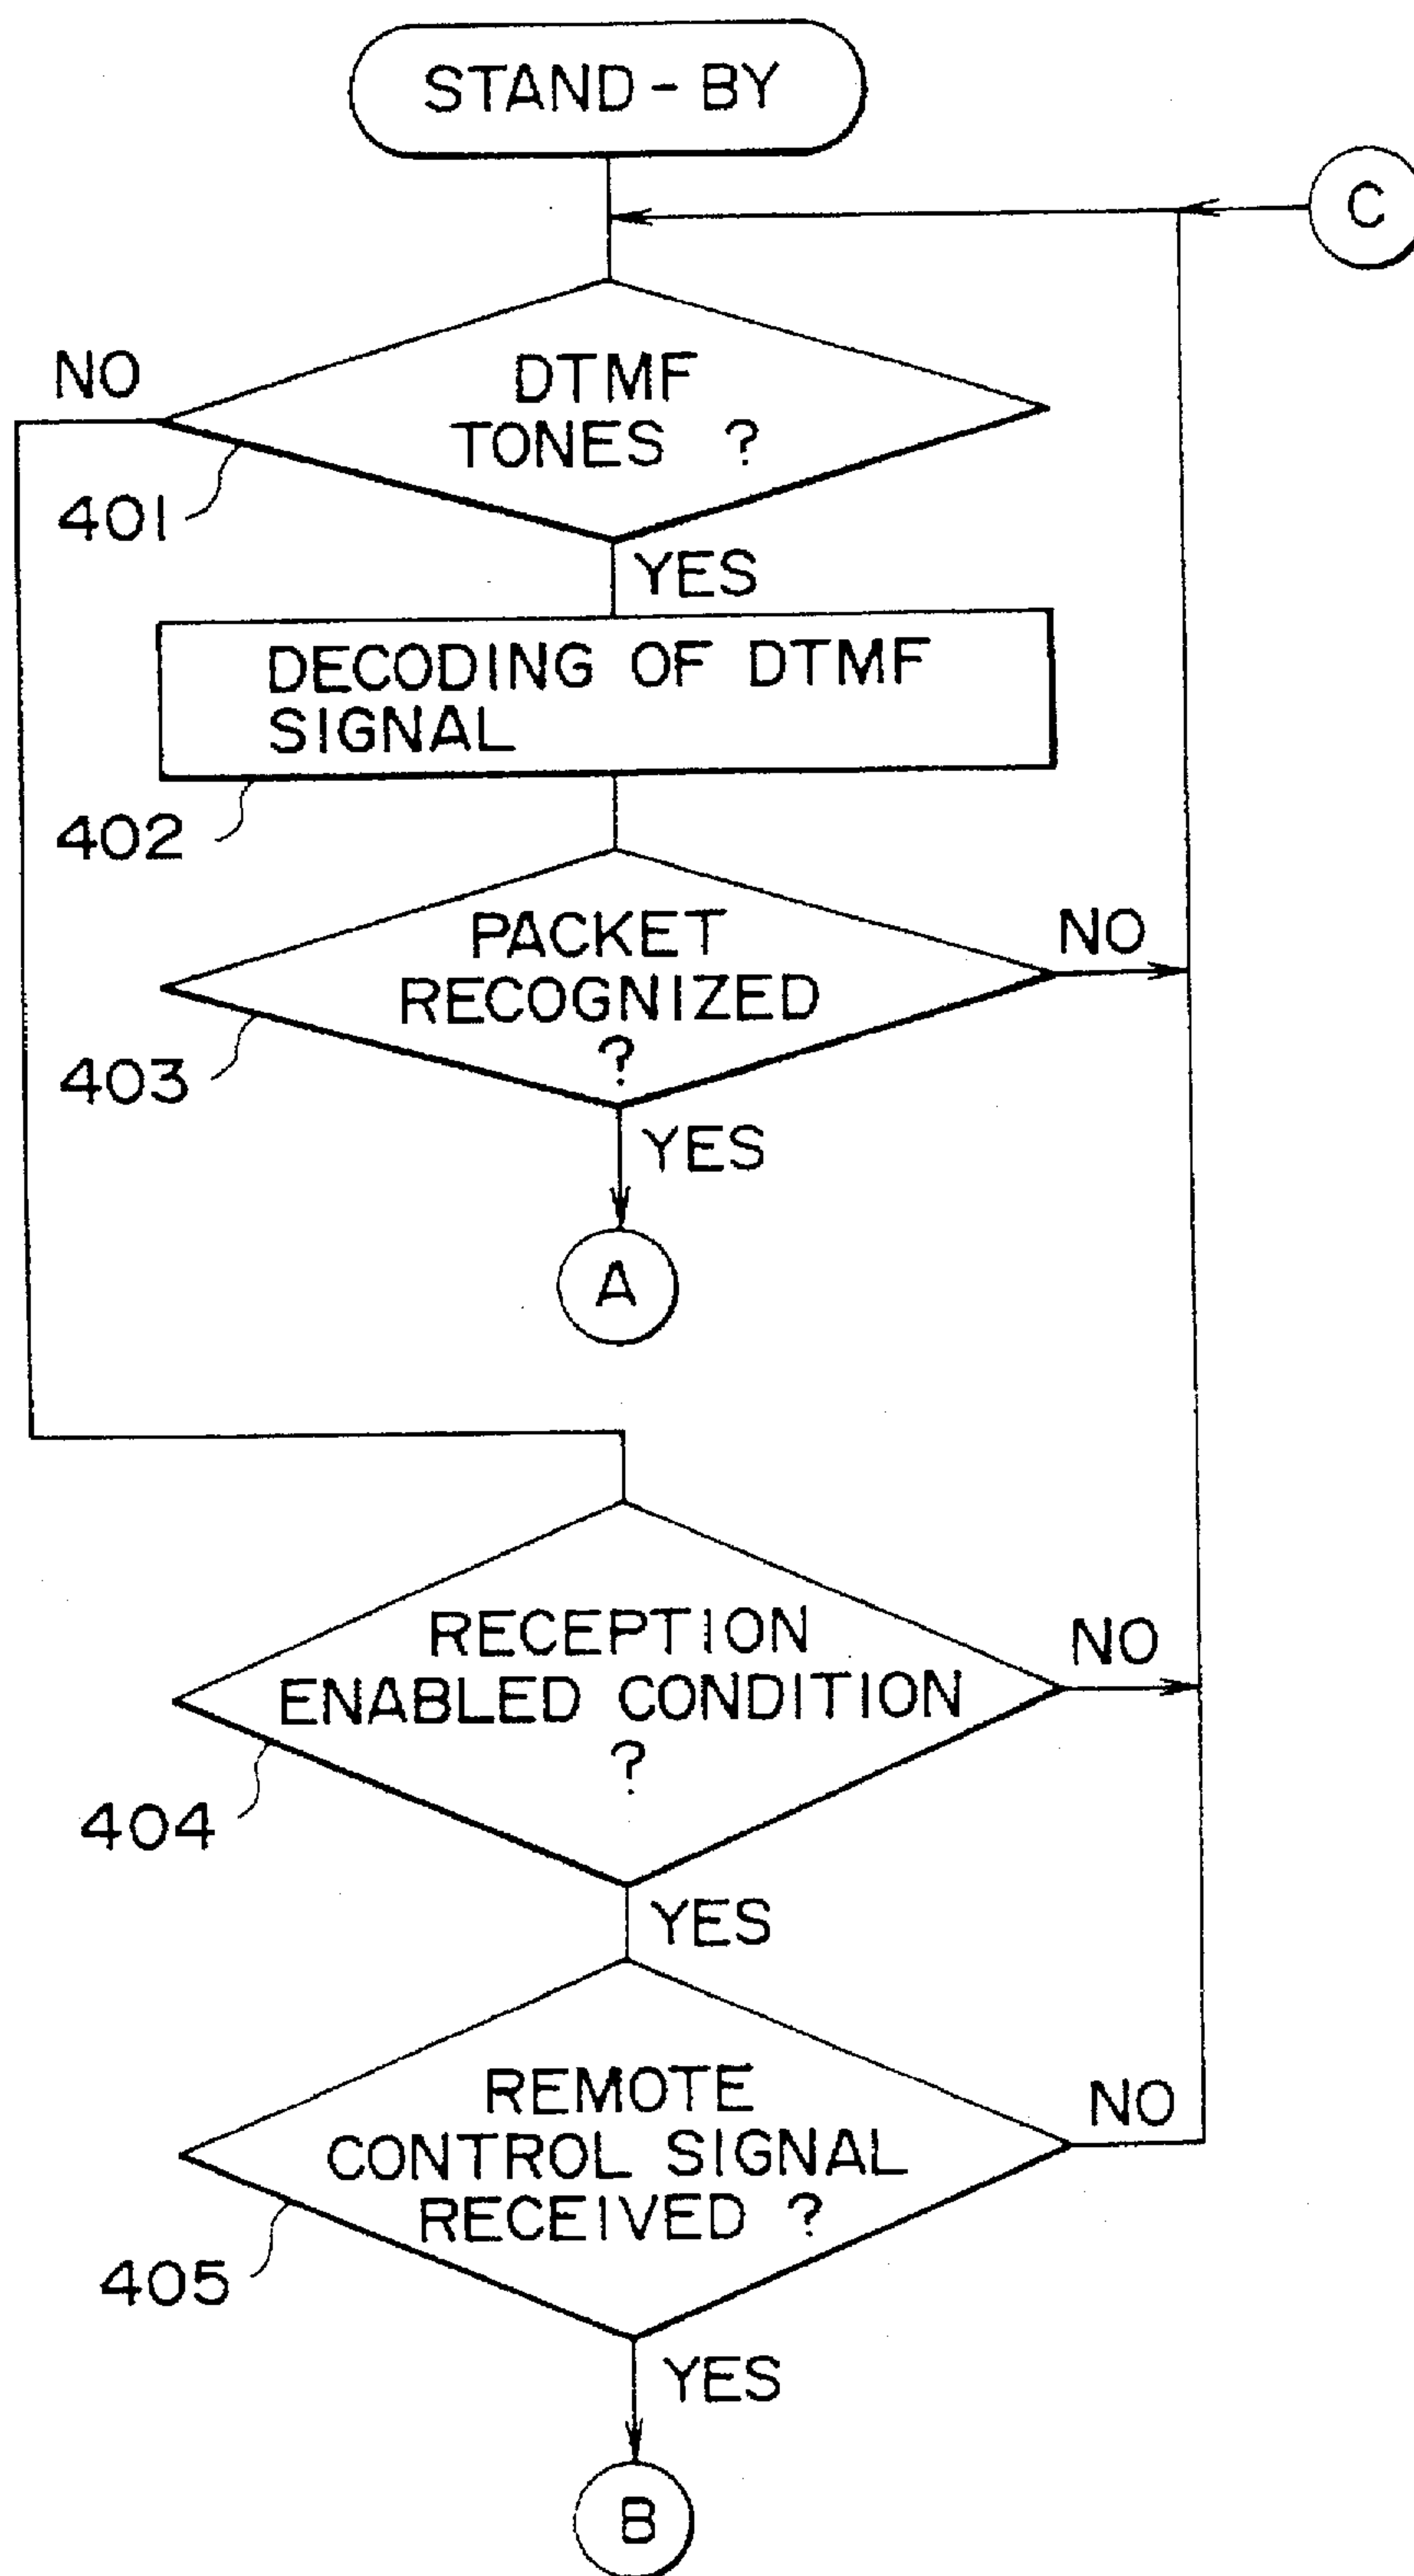 STAND-BY
C
NO
DTMF
TONES ?
401
YES
DECODING OF DTMF
SIGNAL
402
PACKET
RECOGNIZED
?
NO
403
YES
A
RECEPTION
ENABLED CONDITION
?
NO
404
YES
REMOTE
CONTROL SIGNAL
RECEIVED ?
NO
405
YES
B